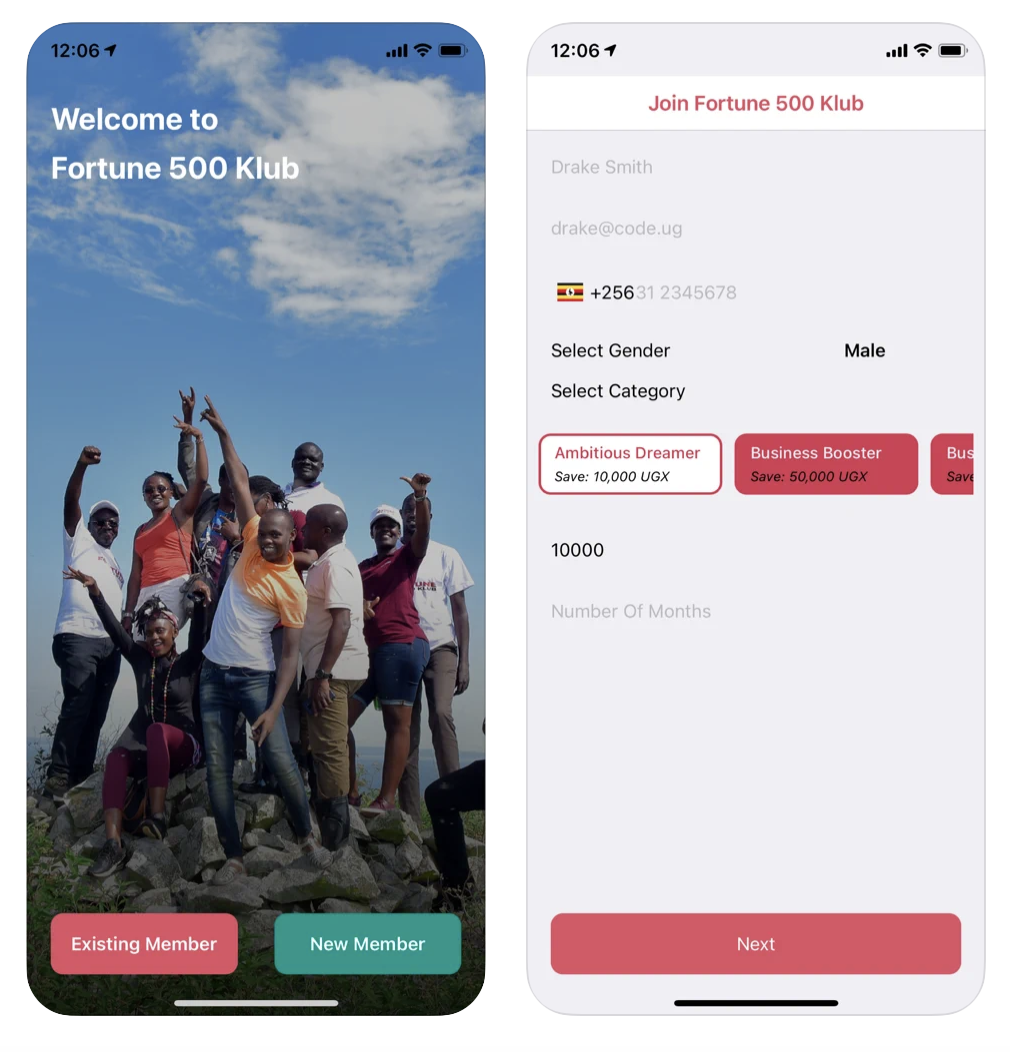 12:06
Welcome to
Fortune 500 Klub
Existing Member
New Member
12:06
Join Fortune 500 Klub
Drake Smith
drake@code.ug
+25631 2345678
Select Gender Male
Select Category
Ambitious Dreamer
Save: 10,000 UGX
Business Booster
Save: 50,000 UGX
Bus
Save
10000
Number Of Months
Next